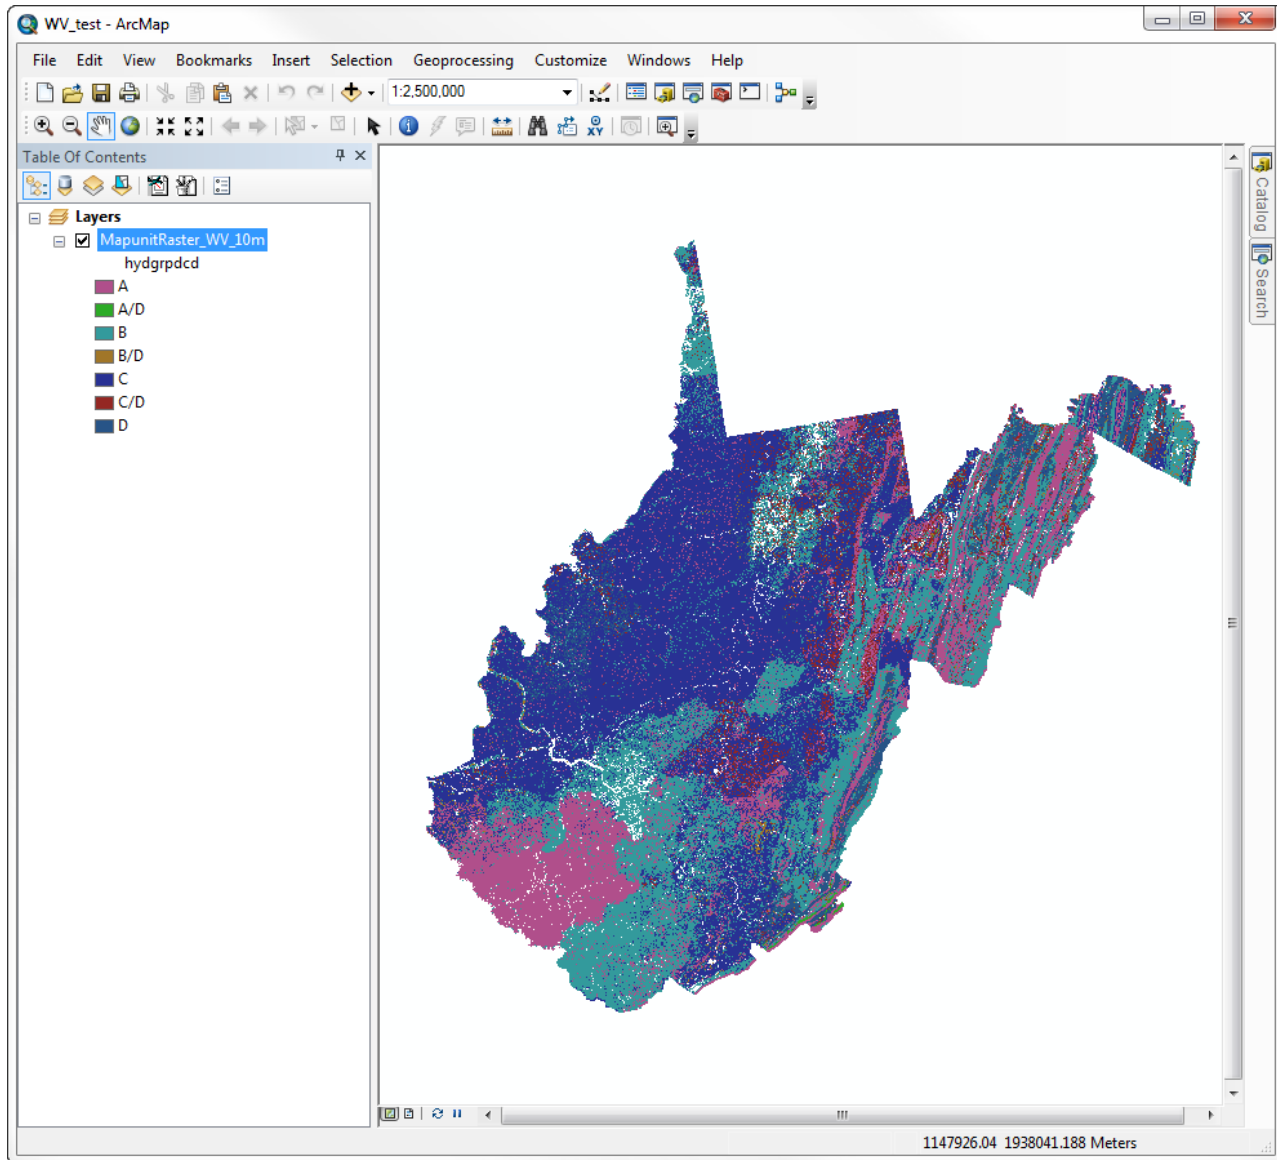 WV_test - ArcMap
File Edit View Bookmarks Insert Selection Geoprocessing Customize Windows Help
1:2,500,000
XY
Table Of Contents
Layers
MapunitRaster_WV_10m
hydgrpdcd
A
A/D
B
B/D
C
C/D
D
Catalog
Search
1147926.04 1938041.188 Meters